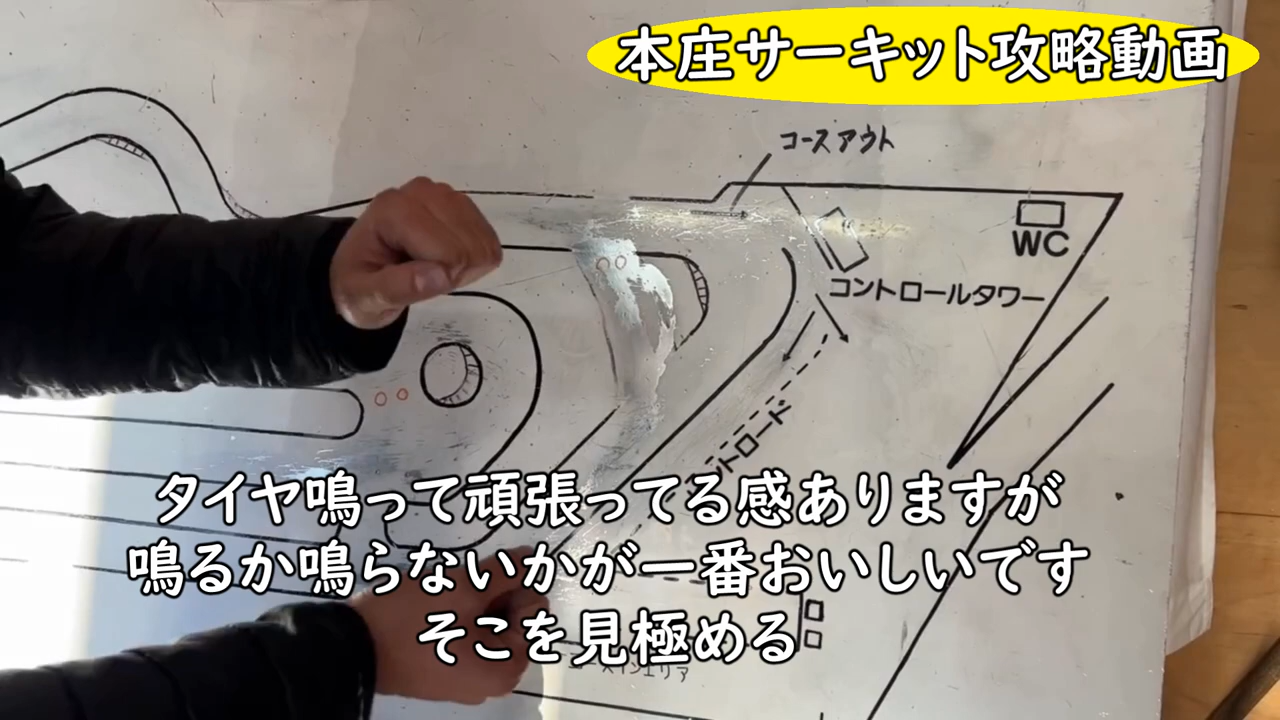 本庄サーキット攻略動画
コースアウト
WC
コントロールタワー
トロード
タイヤ鳴って頑張ってる感ありますが
鳴るか鳴らないかが一番おいしいです
そこを見極める